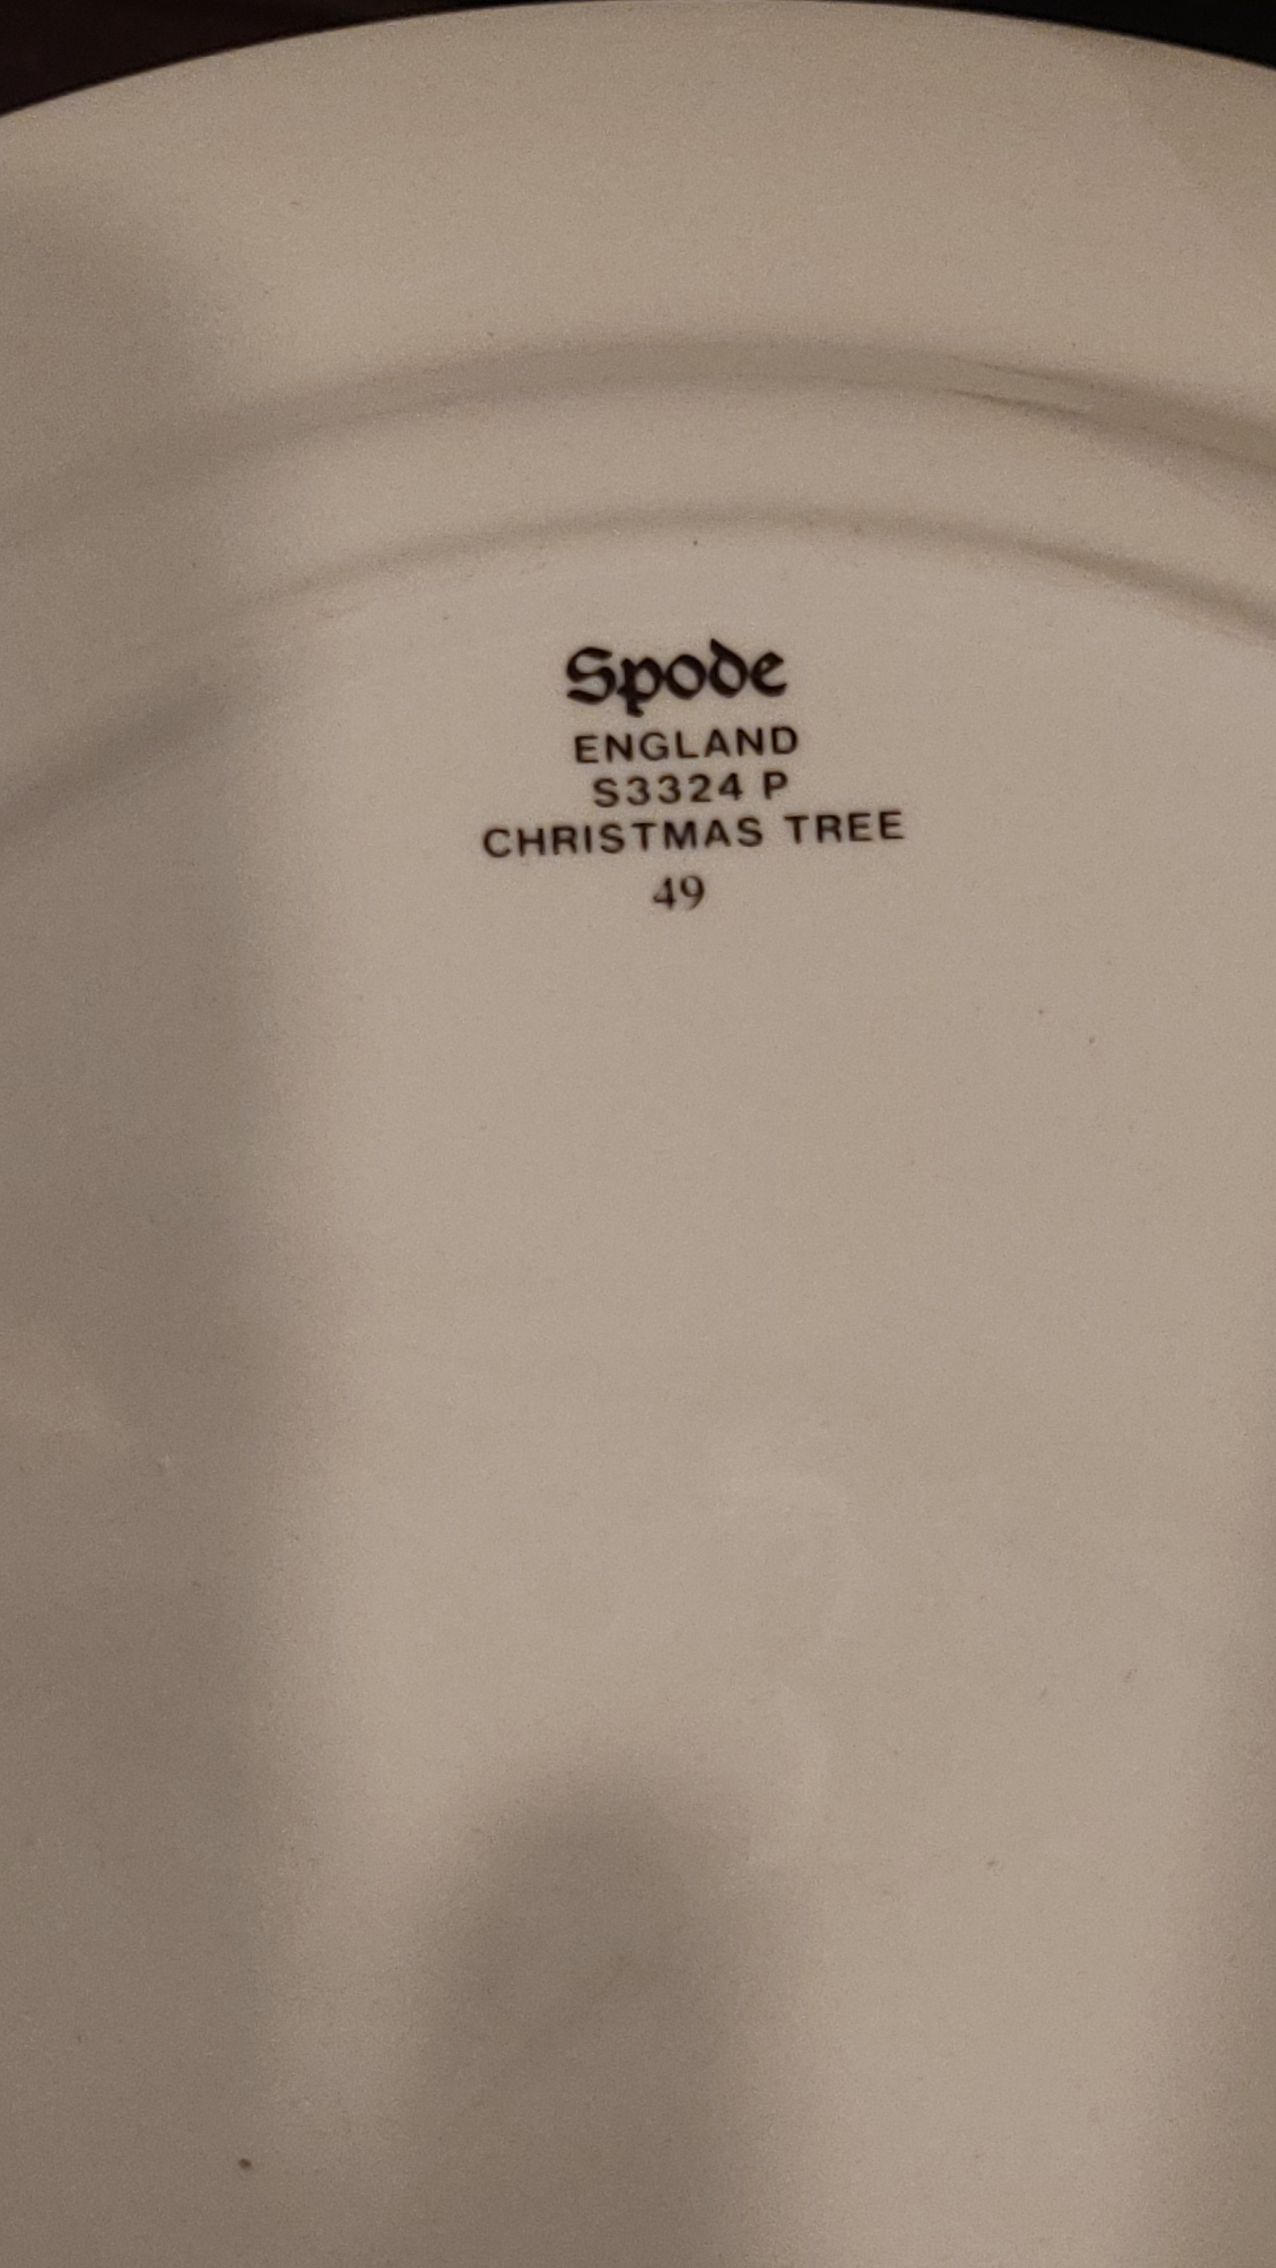 Spode
ENGLAND
S3324 P
CHRISTMAS TREE
49